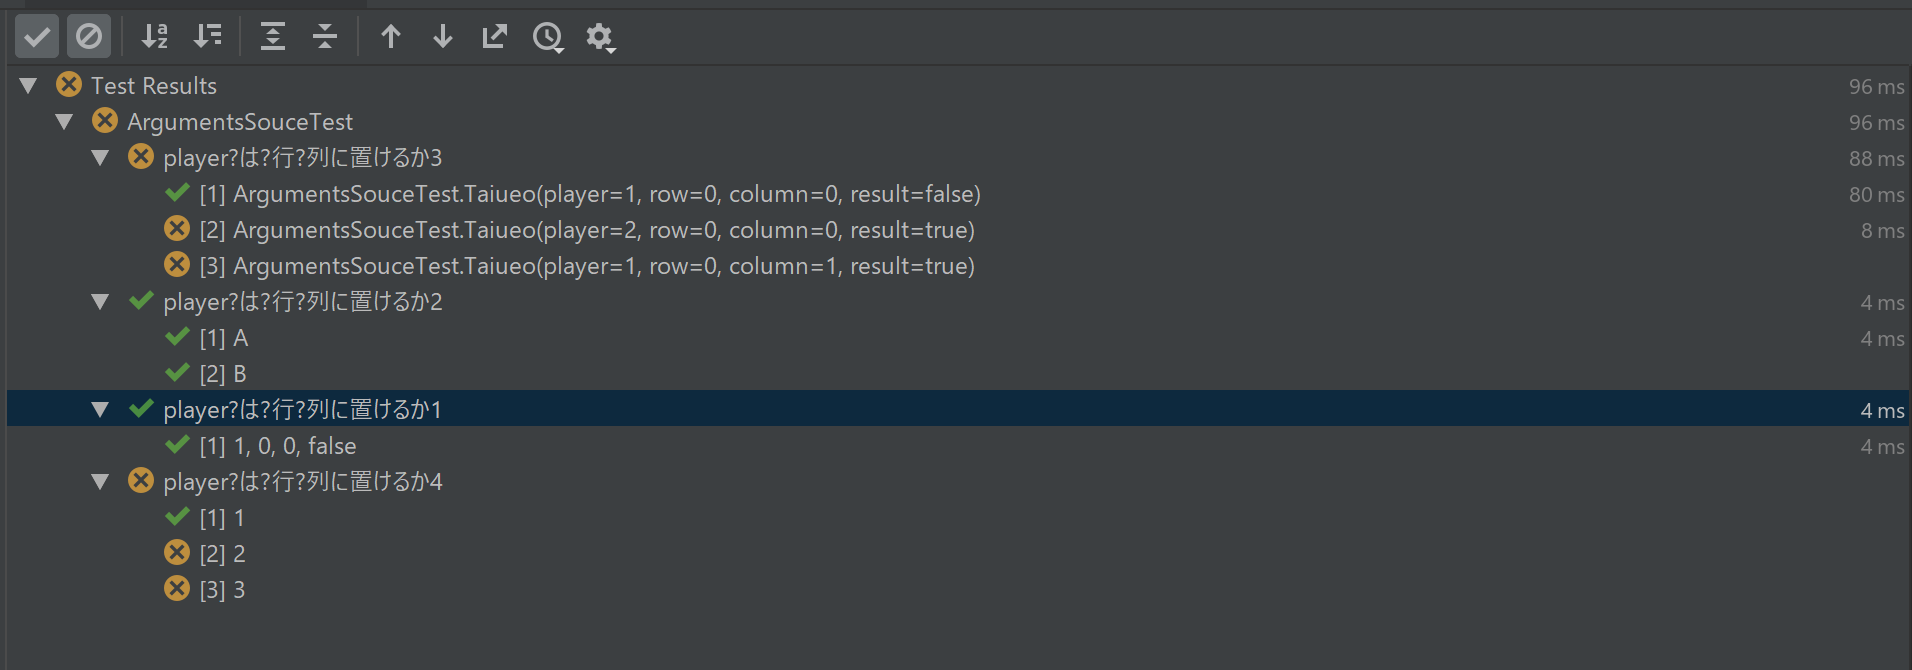 Test Results 96 ms
ArgumentsSouceTest 96 ms
player?は?行?列に置けるか3 88 ms
[1] ArgumentsSouceTest.Taiueo(player=1, row=0, column=0, result=false) 80 ms
[2] ArgumentsSouceTest.Taiueo(player=2, row=0, column=0, result=true) 8 ms
[3] ArgumentsSouceTest.Taiueo(player=1, row=0, column=1, result=true)
player?は?行?列に置けるか2 4 ms
[1] A 4 ms
[2] B
player?は?行?列に置けるか1 4 ms
[1] 1, 0, 0, false 4 ms
player?は?行?列に置けるか4
[1] 1
[2] 2
[3] 3